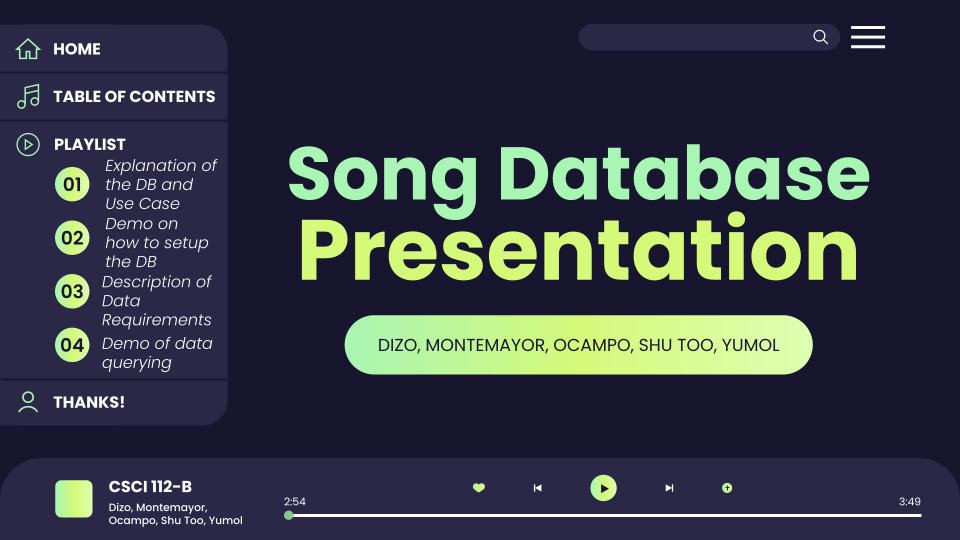 HOME
TABLE OF CONTENTS
PLAYLIST
01
Explanation of
the DB and
Use Case
02
Demo on
how to setup
the DB
03
Description of
Data
Requirements
04
Demo of data
querying
THANKS!
Song Database
Presentation
DIZO, MONTEMAYOR, OCAMPO, SHU TOO, YUMOL
CSCI 112-B
Dizo, Montemayor,
Ocampo, Shu Too, Yumol
2:54
3:49